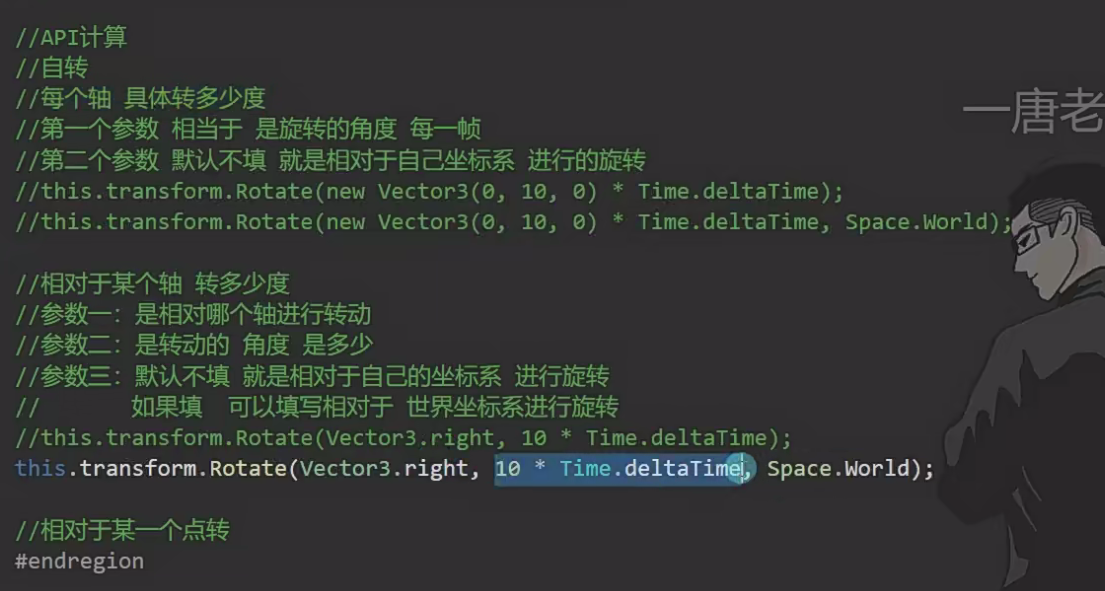 //API计算
//自转
//每个轴 具体转多少度
//第一个参数 相当于 是旋转的角度 每一帧
//第二个参数 默认不填 就是相对于自己坐标系 进行的旋转
//this.transform.Rotate(new Vector3(0, 10, 0) * Time.deltaTime);
//this.transform.Rotate(new Vector3(0, 10, 0) * Time.deltaTime, Space.World);
//相对于某个轴 转多少度
//参数一：是相对哪个轴进行转动
//参数二：是转动的 角度 是多少
//参数三：默认不填 就是相对于自己的坐标系 进行旋转
//       如果填  可以填写相对于 世界坐标系进行旋转
//this.transform.Rotate(Vector3.right, 10 * Time.deltaTime);
this.transform.Rotate(Vector3.right, 10 * Time.deltaTime, Space.World);
//相对于某一个点转
#endregion
一唐老